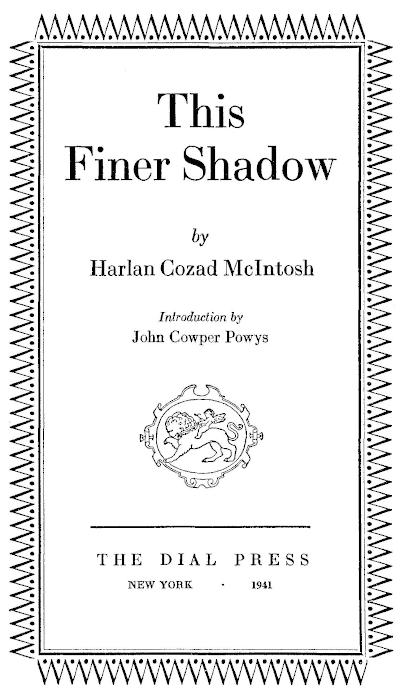 This
Finer Shadow
by
Harlan Cozad McIntosh
Introduction by
John Cowper Powys
THE DIAL PRESS
NEW YORK · 1941